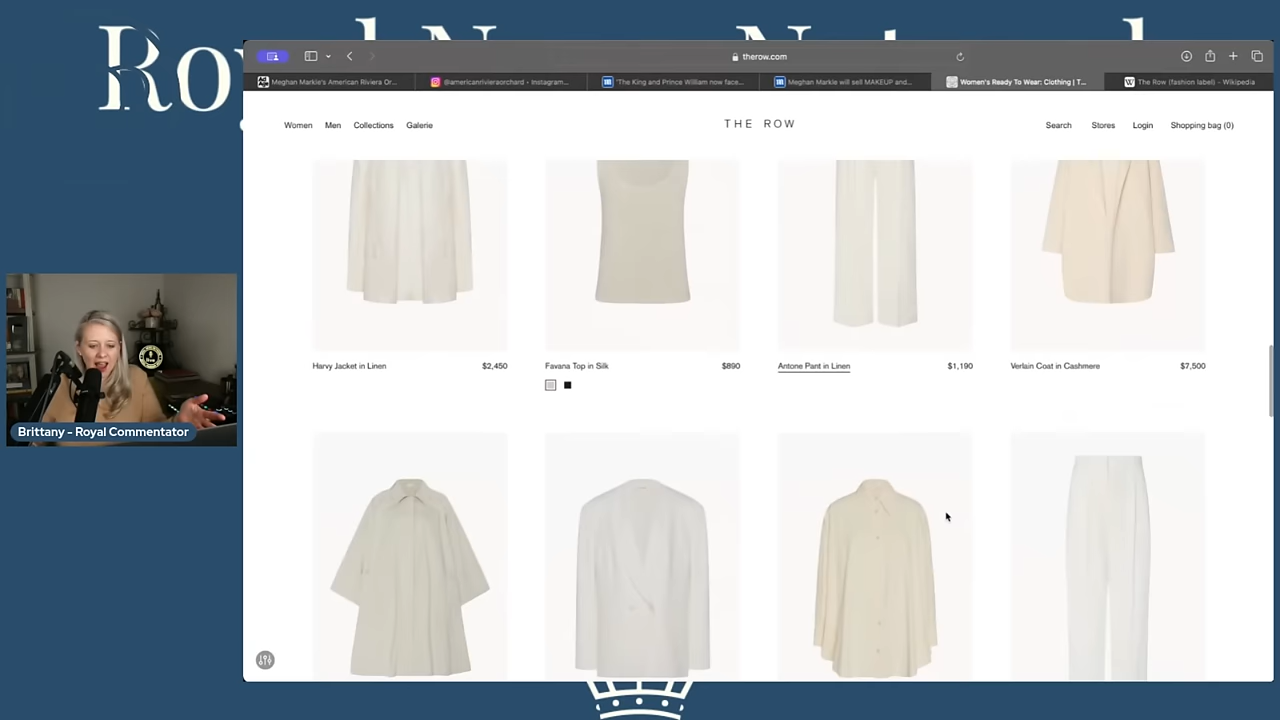 Ro
therow.com
Meghan Markle's American Riviera Or...
@americanrivieraorchard • Instagram...
'The King and Prince William now face...
Meghan Markle will sell MAKEUP and...
Women's Ready To Wear: Clothing | T...
The Row (fashion label) – Wikipedia
Women
Men
Collections
Galerie
THE ROW
Search
Stores
Login
Shopping bag (0)
Harvy Jacket in Linen
$2,450
Favana Top in Silk
$890
Antone Pant in Linen
$1,190
Verlain Coat in Cashmere
$7,500
Brittany - Royal Commentator